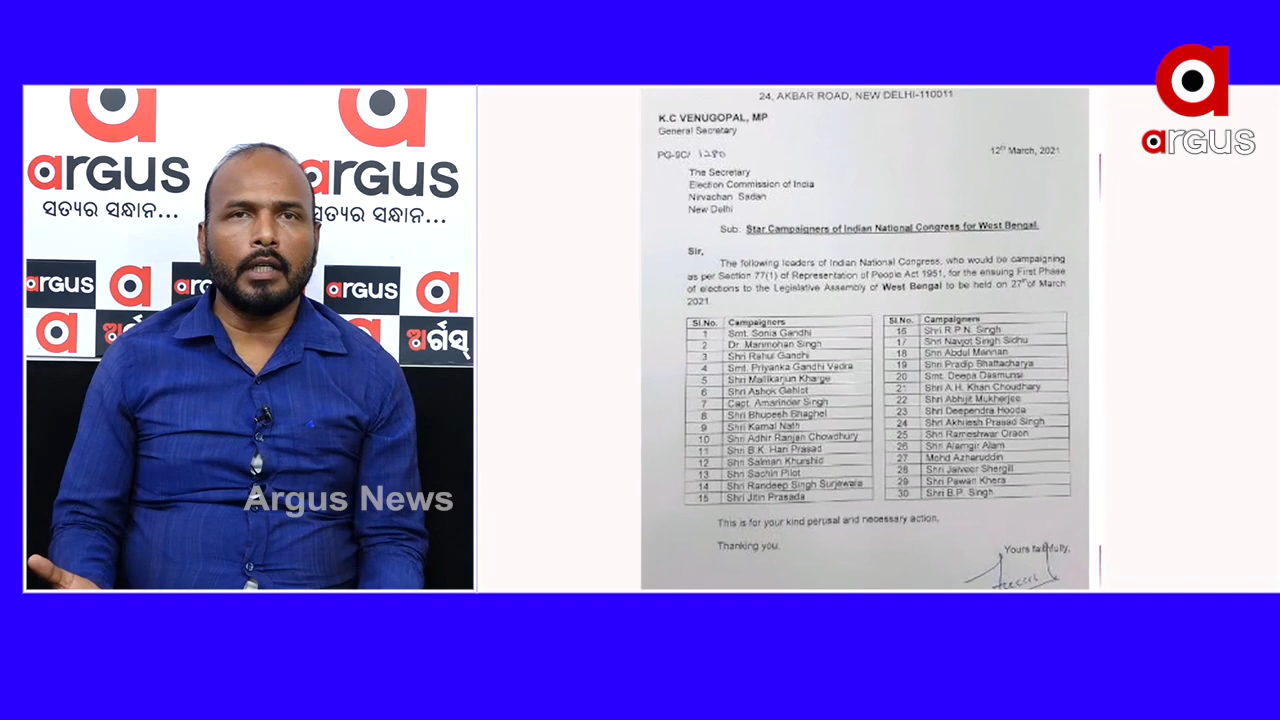 argus
argus
ସତ୍ୟର ସନ୍ଧାନ...
argus
ସତ୍ୟର ସନ୍ଧାନ...
argus
argus
ଅର୍ଗସ୍
Argus News
24, AKBAR ROAD, NEW DELHI-110011
K.C VENUGOPAL, MP
General Secretary
PG-9C/ 1280
12th March, 2021
The Secretary
Election Commission of India
Nirvachan Sadan
New Delhi
Sub: Star Campaigners of Indian National Congress for West Bengal.
Sir,
The following leaders of Indian National Congress, who would be campaigning
as per Section 77(1) of Representation of People Act 1951, for the ensuing First Phase
of elections to the Legislative Assembly of West Bengal to be held on 27th of March
2021.
Sl.No. Campaigners
1 Smt. Sonia Gandhi
2 Dr. Manmohan Singh
3 Shri Rahul Gandhi
4 Smt. Priyanka Gandhi Vadra
5 Shri Mallikarjun Kharge
6 Shri Ashok Gehlot
7 Capt. Amarinder Singh
8 Shri Bhupesh Bhaghel
9 Shri Kamal Nath
10 Shri Adhir Ranjan Chowdhury
11 Shri B.K. Hari Prasad
12 Shri Salman Khurshid
13 Shri Sachin Pilot
14 Shri Randeep Singh Surjewala
15 Shri Jitin Prasada
Sl.No. Campaigners
16 Shri R.P.N. Singh
17 Shri Navjot Singh Sidhu
18 Shri Abdul Mannan
19 Shri Pradip Bhattacharya
20 Smt. Deepa Dasmunsi
21 Shri A.H. Khan Choudhary
22 Shri Abhijit Mukherjee
23 Shri Deependra Hooda
24 Shri Akhilesh Prasad Singh
25 Shri Rameshwar Oraon
26 Shri Alamgir Alam
27 Mohd Azharuddin
28 Shri Jaiveer Shergill
29 Shri Pawan Khera
30 Shri B.P. Singh
This is for your kind perusal and necessary action.
Thanking you.
Yours faithfully,